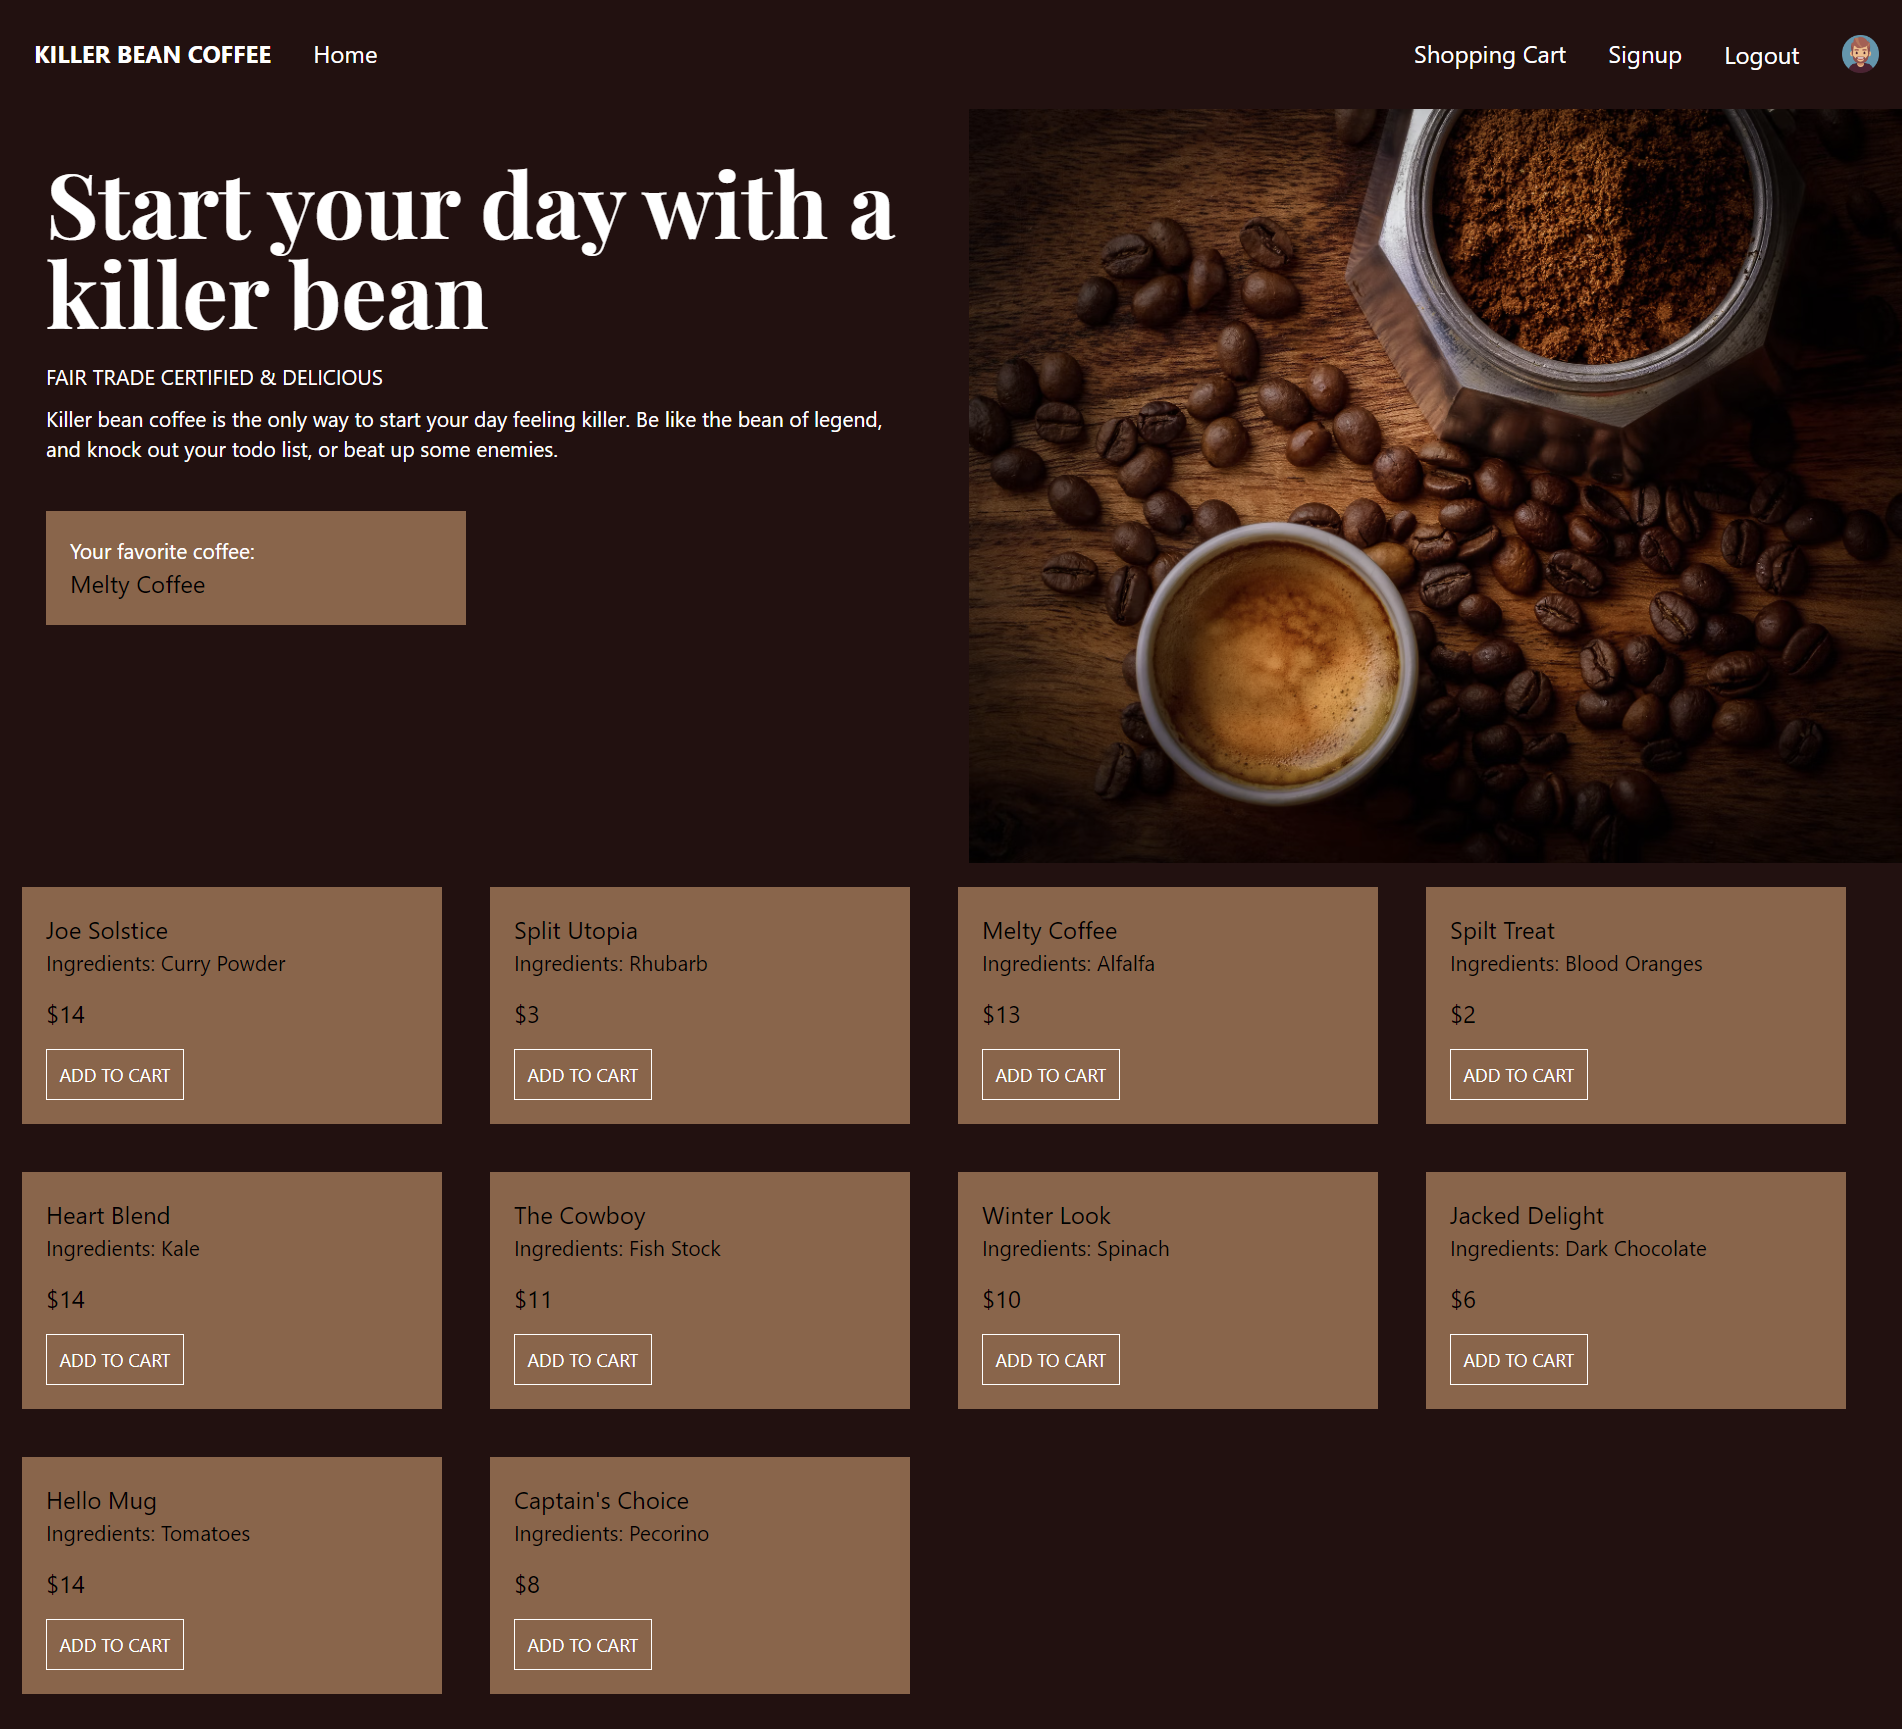 KILLER BEAN COFFEE Home Shopping Cart Signup Logout
Start your day with a
killer bean
FAIR TRADE CERTIFIED & DELICIOUS
Killer bean coffee is the only way to start your day feeling killer. Be like the bean of legend,
and knock out your todo list, or beat up some enemies.
Your favorite coffee:
Melty Coffee
Joe Solstice
Ingredients: Curry Powder
$14
ADD TO CART
Split Utopia
Ingredients: Rhubarb
$3
ADD TO CART
Melty Coffee
Ingredients: Alfalfa
$13
ADD TO CART
Spilt Treat
Ingredients: Blood Oranges
$2
ADD TO CART
Heart Blend
Ingredients: Kale
$14
ADD TO CART
The Cowboy
Ingredients: Fish Stock
$11
ADD TO CART
Winter Look
Ingredients: Spinach
$10
ADD TO CART
Jacked Delight
Ingredients: Dark Chocolate
$6
ADD TO CART
Hello Mug
Ingredients: Tomatoes
$14
ADD TO CART
Captain's Choice
Ingredients: Pecorino
$8
ADD TO CART